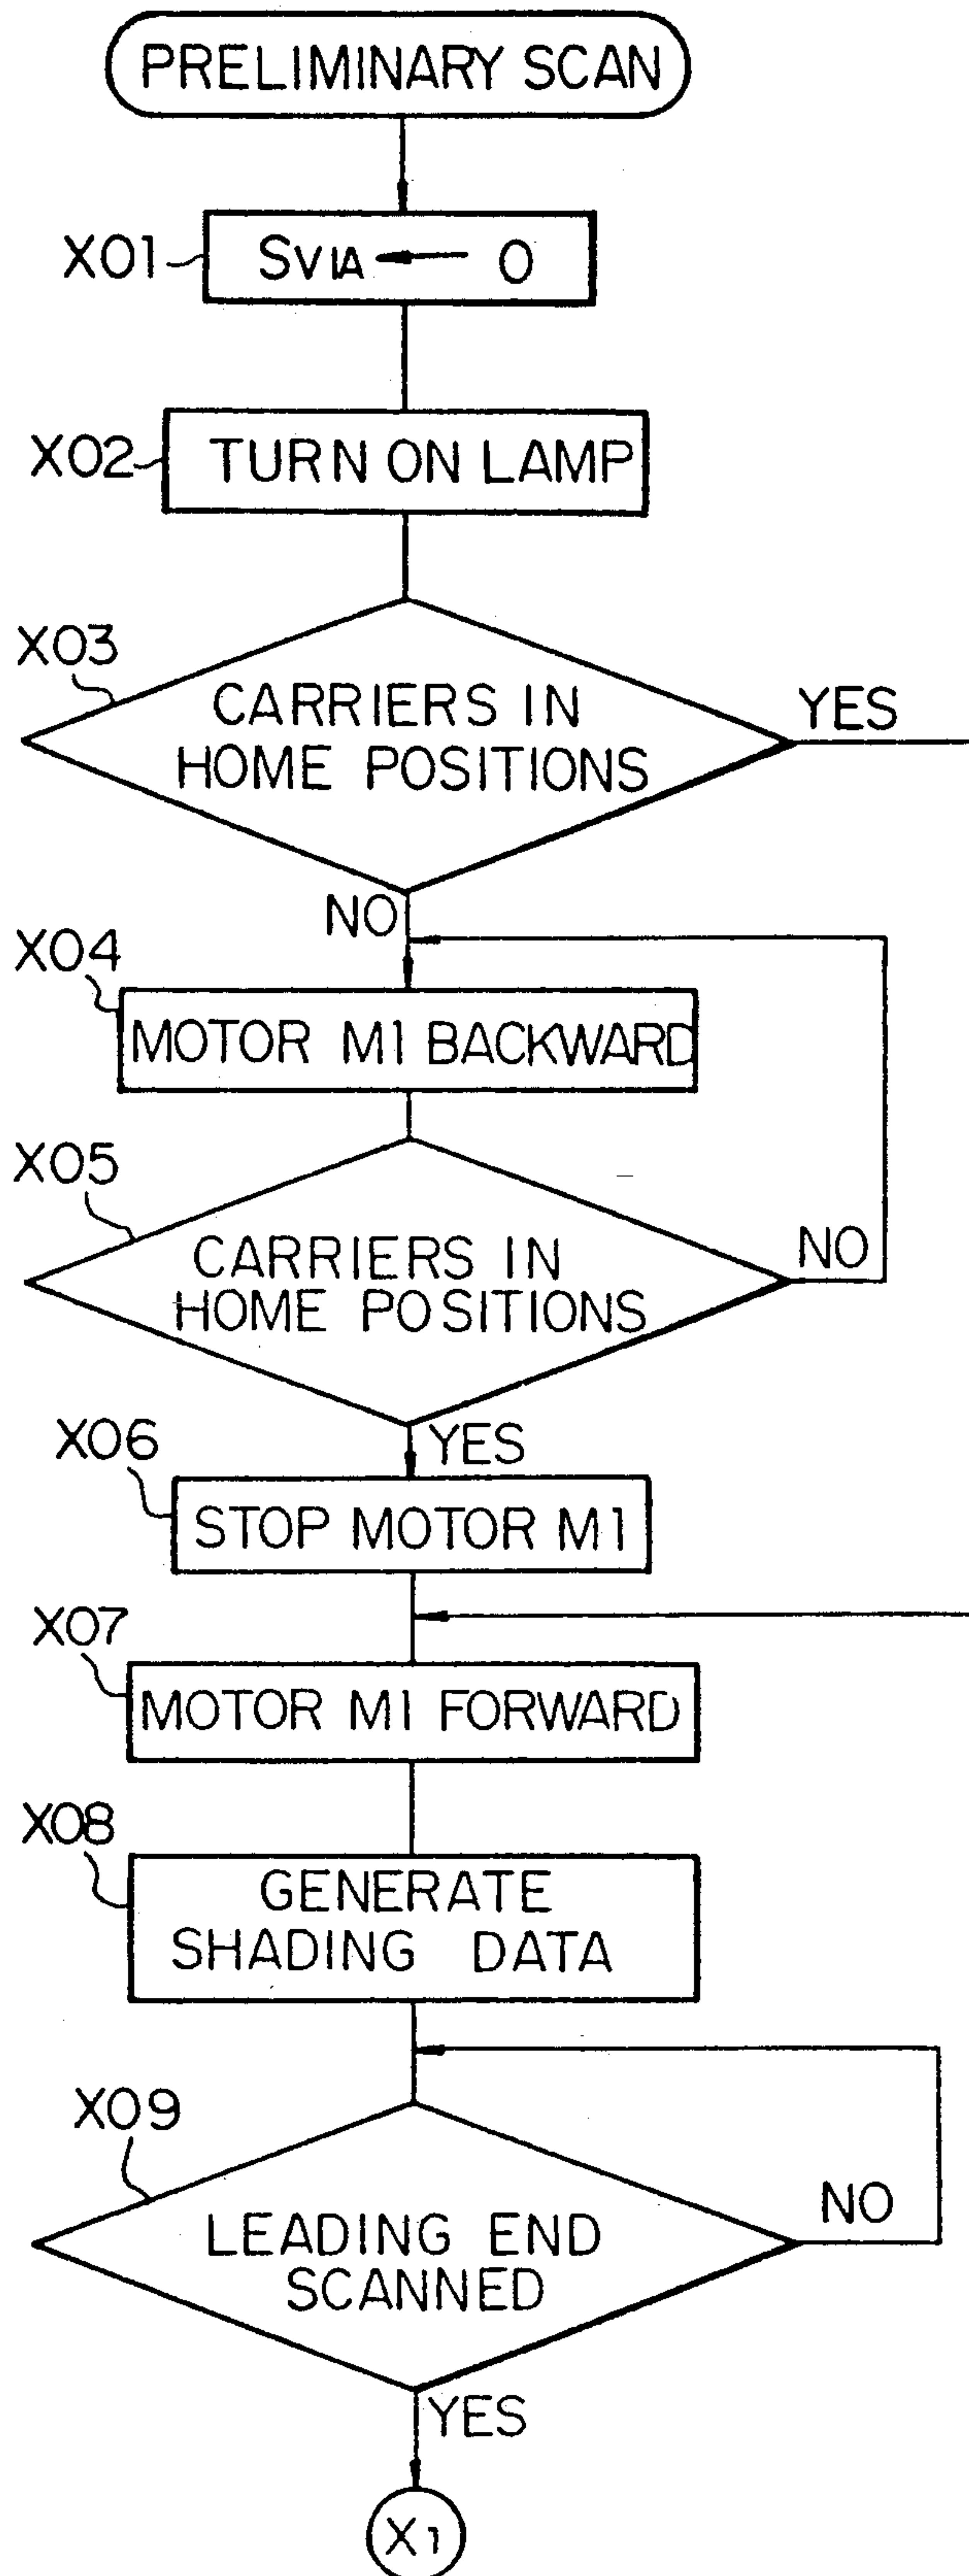 PRELIMINARY SCAN
X01
SVIA ← 0
X02
TURN ON LAMP
X03
CARRIERS IN
HOME POSITIONS
YES
NO
X04
MOTOR M1 BACKWARD
X05
CARRIERS IN
HOME POSITIONS
NO
YES
X06
STOP MOTOR M1
X07
MOTOR M1 FORWARD
X08
GENERATE
SHADING DATA
X09
LEADING END
SCANNED
NO
YES
X1